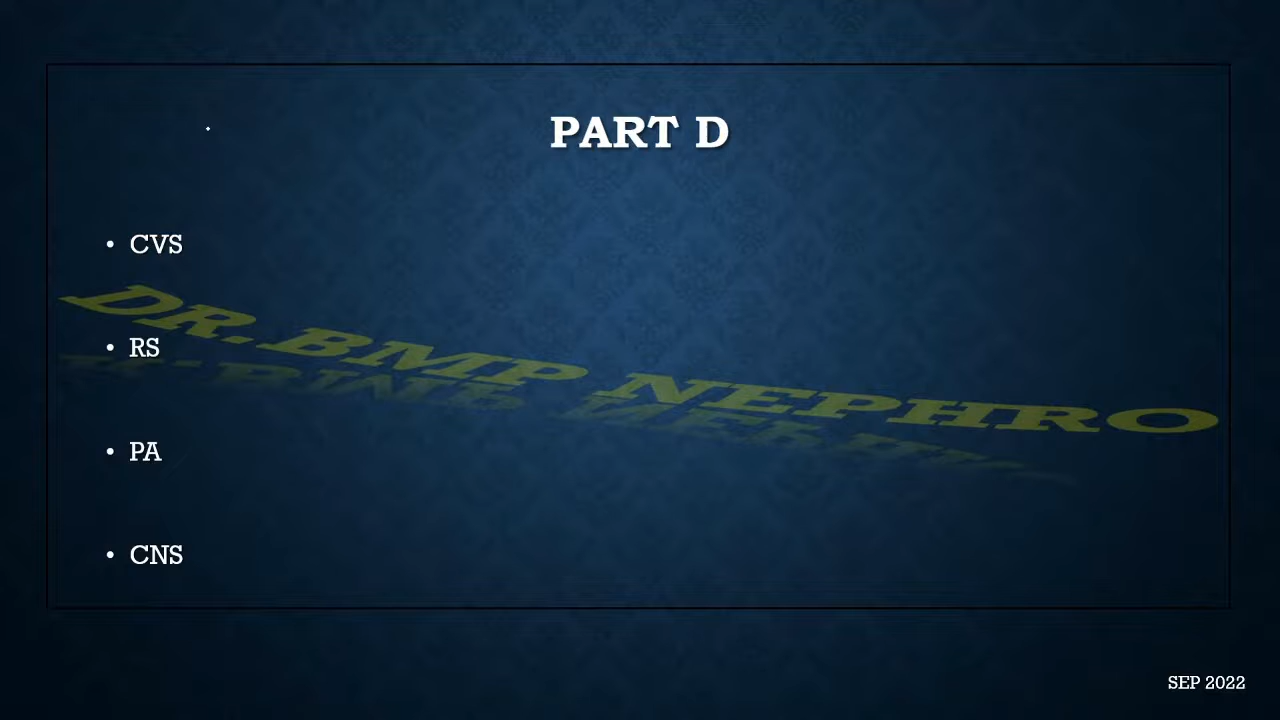 PART D
• CVS
DR.BMP NEPHRO
• RS
• PA
• CNS
SEP 2022